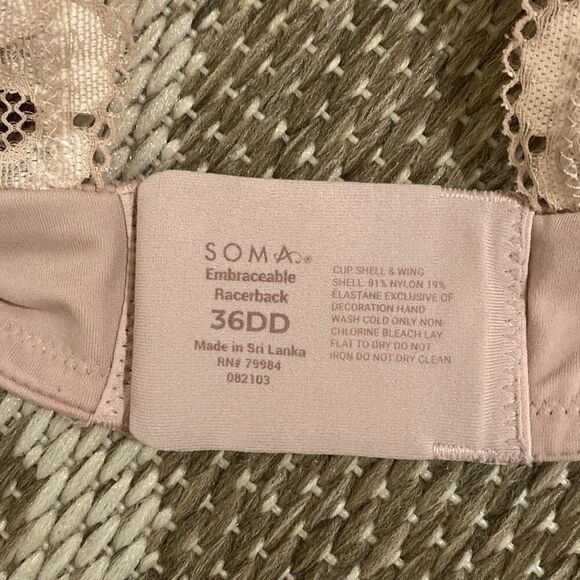 SOMA®
Embraceable
Racerback
36DD
Made in Sri Lanka
RN# 79984
082103
CUP SHELL & WING
SHELL: 81% NYLON 19%
ELASTANE EXCLUSIVE OF
DECORATION HAND
WASH COLD ONLY NON-
CHLORINE BLEACH LAY
FLAT TO DRY DO NOT
IRON DO NOT DRY CLEAN